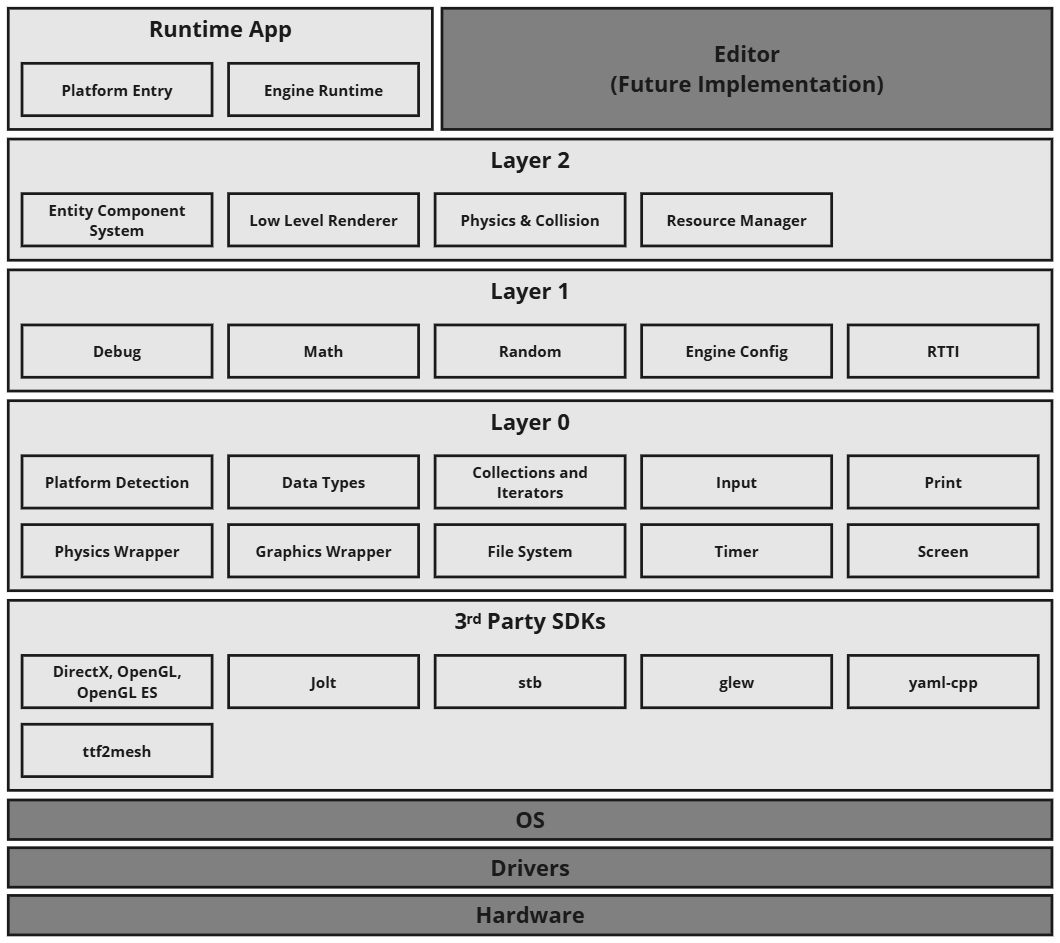 Runtime App
Platform Entry
Engine Runtime
Editor
(Future Implementation)
Layer 2
Entity Component
System
Low Level Renderer
Physics & Collision
Resource Manager
Layer 1
Debug
Math
Random
Engine Config
RTTI
Layer 0
Platform Detection
Data Types
Collections and
Iterators
Input
Print
Physics Wrapper
Graphics Wrapper
File System
Timer
Screen
3rd Party SDKs
DirectX, OpenGL,
OpenGL ES
Jolt
stb
glew
yaml-cpp
ttf2mesh
OS
Drivers
Hardware